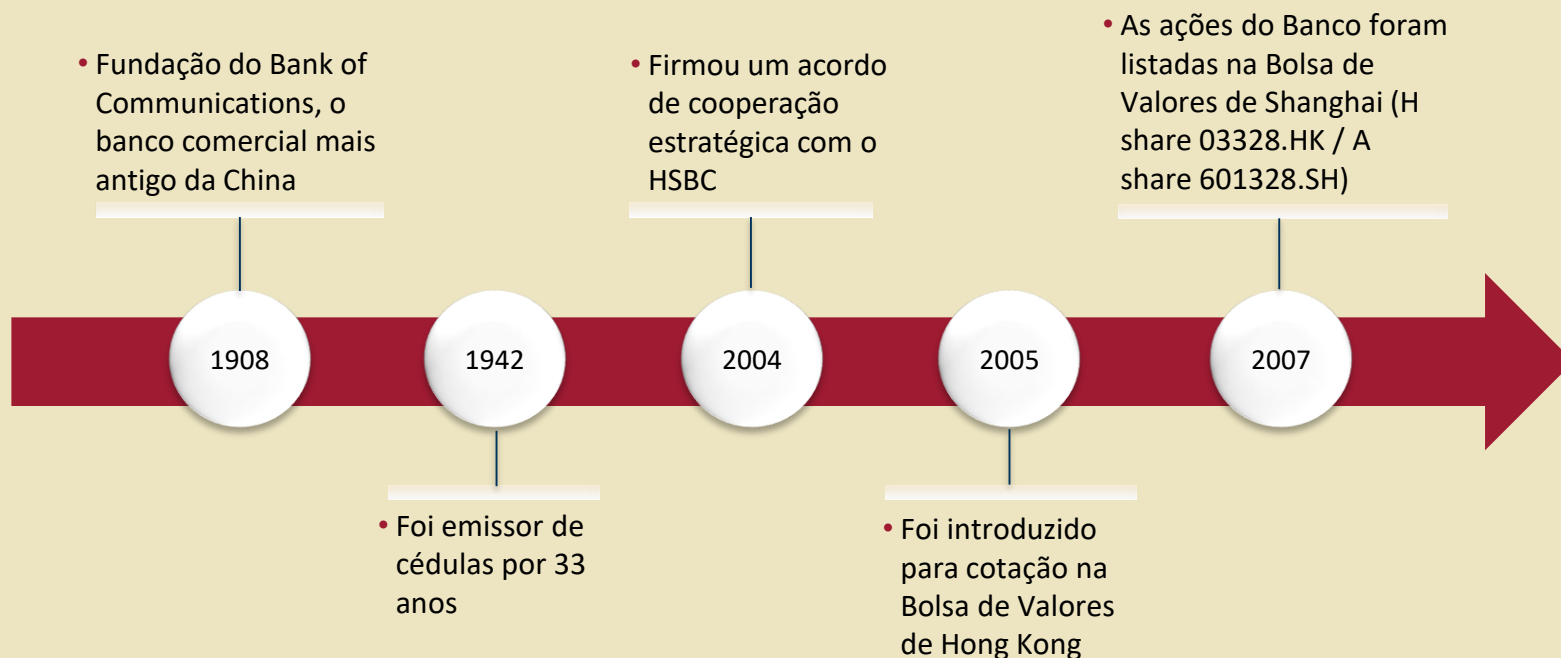 • Fundação do Bank of
Communications, o
banco comercial mais
antigo da China
• Firmou um acordo
de cooperação
estratégica com o
HSBC
• As ações do Banco foram
listadas na Bolsa de
Valores de Shanghai (H
share 03328.HK / A
share 601328.SH)
1908
1942
2004
2005
2007
• Foi emissor de
cédulas por 33
anos
• Foi introduzido
para cotação na
Bolsa de Valores
de Hong Kong